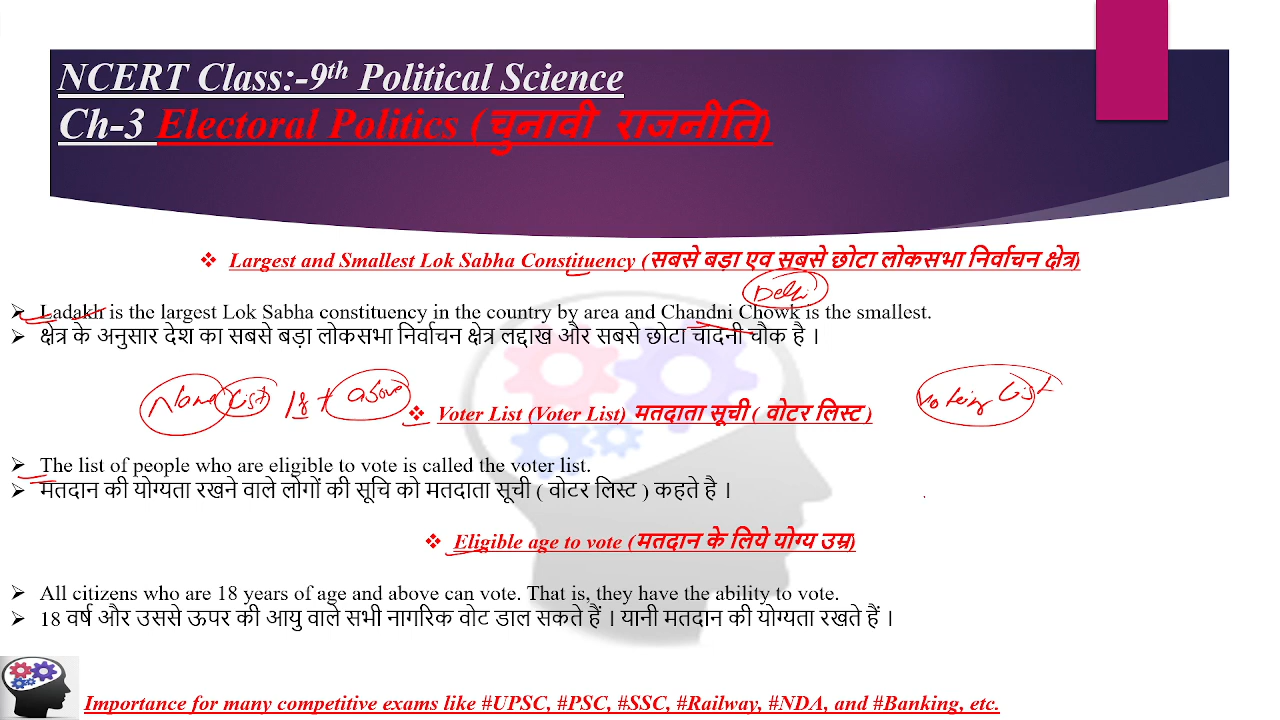 NCERT Class:-9th Political Science
Ch-3 Electoral Politics (चुनावी राजनीति)
❖ Largest and Smallest Lok Sabha Constituency (सबसे बड़ा एव सबसे छोटा लोकसभा निर्वाचन क्षेत्र)
Delhi
➢ Ladakh is the largest Lok Sabha constituency in the country by area and Chandni Chowk is the smallest.
➢ क्षेत्र के अनुसार देश का सबसे बड़ा लोकसभा निर्वाचन क्षेत्र लद्दाख और सबसे छोटा चांदनी चौक है ।
Name List 18 + above
Voting List
❖ Voter List (Voter List) मतदाता सूची ( वोटर लिस्ट )
➢ The list of people who are eligible to vote is called the voter list.
➢ मतदान की योग्यता रखने वाले लोगों की सूचि को मतदाता सूची ( वोटर लिस्ट ) कहते है ।
❖ Eligible age to vote (मतदान के लिये योग्य उम्र)
➢ All citizens who are 18 years of age and above can vote. That is, they have the ability to vote.
➢ 18 वर्ष और उससे ऊपर की आयु वाले सभी नागरिक वोट डाल सकते हैं । यानी मतदान की योग्यता रखते हैं ।
Importance for many competitive exams like #UPSC, #PSC, #SSC, #Railway, #NDA, and #Banking, etc.